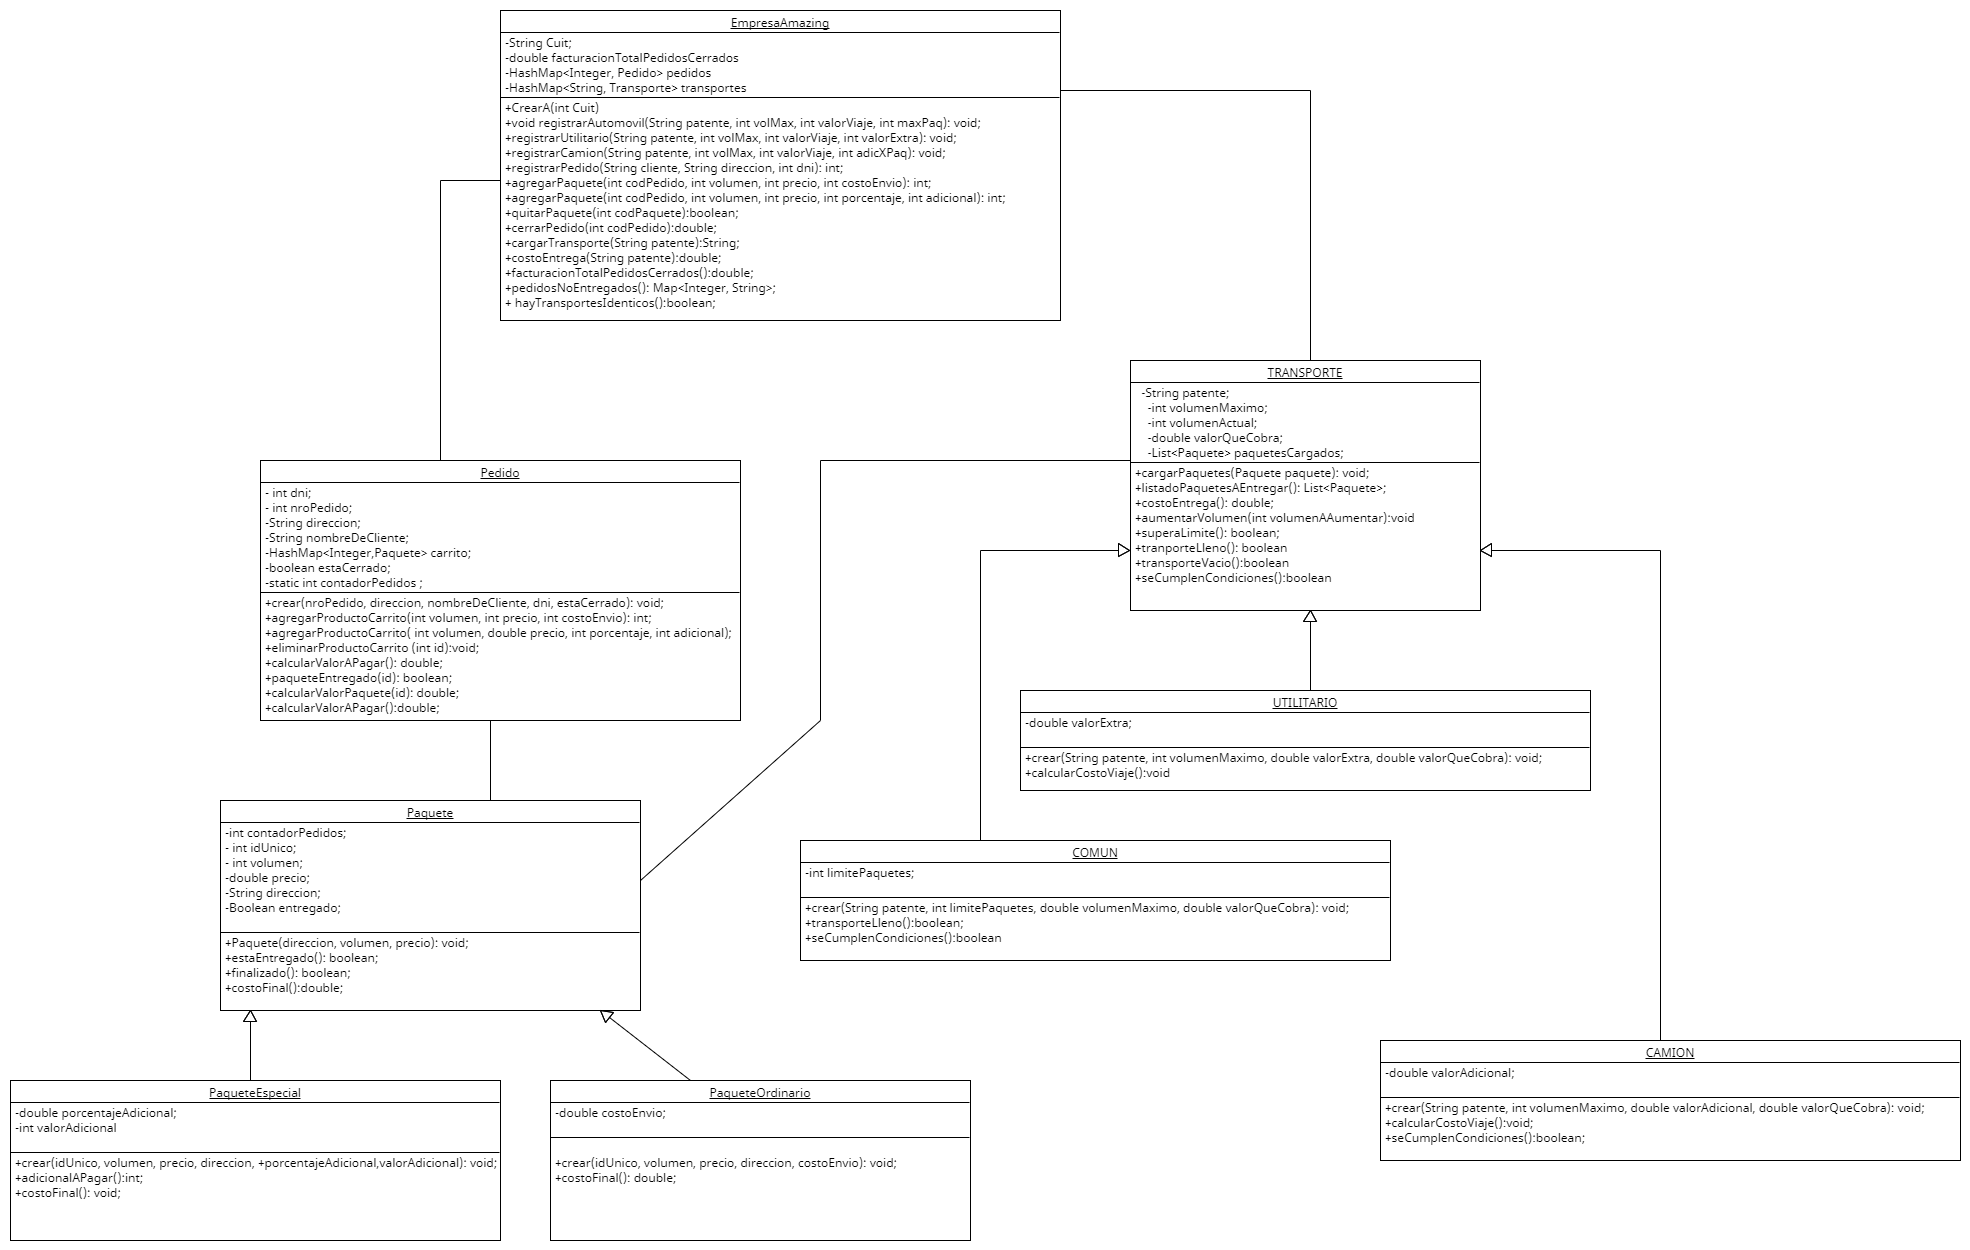 EmpresaAmazing
-String Cuit;
-double facturacionTotalPedidosCerrados
-HashMap<Integer, Pedido> pedidos
-HashMap<String, Transporte> transportes
+CrearA(int Cuit)
+void registrarAutomovil(String patente, int volMax, int valorViaje, int maxPaq): void;
+registrarUtilitario(String patente, int volMax, int valorViaje, int valorExtra): void;
+registrarCamion(String patente, int volMax, int valorViaje, int adicXPaq): void;
+registrarPedido(String cliente, String direccion, int dni): int;
+agregarPaquete(int codPedido, int volumen, int precio, int costoEnvio): int;
+agregarPaquete(int codPedido, int volumen, int precio, int porcentaje, int adicional): int;
+quitarPaquete(int codPaquete):boolean;
+cerrarPedido(int codPedido):double;
+cargarTransporte(String patente):String;
+costoEntrega(String patente):double;
+facturacionTotalPedidosCerrados():double;
+pedidosNoEntregados(): Map<Integer, String>;
+ hayTransportesIdenticos():boolean;
TRANSPORTE
-String patente;
-int volumenMaximo;
-int volumenActual;
-double valorQueCobra;
-List<Paquete> paquetesCargados;
+cargarPaquetes(Paquete paquete): void;
+listadoPaquetesAEntregar(): List<Paquete>;
+costoEntrega(): double;
+aumentarVolumen(int volumenAAumentar):void
+superaLimite(): boolean;
+tranporteLleno(): boolean
+transporteVacio():boolean
+seCumplenCondiciones():boolean
Pedido
- int dni;
- int nroPedido;
-String direccion;
-String nombreDeCliente;
-HashMap<Integer,Paquete> carrito;
-boolean estaCerrado;
-static int contadorPedidos ;
+crear(nroPedido, direccion, nombreDeCliente, dni, estaCerrado): void;
+agregarProductoCarrito(int volumen, int precio, int costoEnvio): int;
+agregarProductoCarrito( int volumen, double precio, int porcentaje, int adicional);
+eliminarProductoCarrito (int id):void;
+calcularValorAPagar(): double;
+paqueteEntregado(id): boolean;
+calcularValorPaquete(id): double;
+calcularValorAPagar():double;
UTILITARIO
-double valorExtra;
+crear(String patente, int volumenMaximo, double valorExtra, double valorQueCobra): void;
+calcularCostoViaje():void
Paquete
-int contadorPedidos;
- int idUnico;
- int volumen;
-double precio;
-String direccion;
-Boolean entregado;
+Paquete(direccion, volumen, precio): void;
+estaEntregado(): boolean;
+finalizado(): boolean;
+costoFinal():double;
COMUN
-int limitePaquetes;
+crear(String patente, int limitePaquetes, double volumenMaximo, double valorQueCobra): void;
+transporteLleno():boolean;
+seCumplenCondiciones():boolean
CAMION
-double valorAdicional;
+crear(String patente, int volumenMaximo, double valorAdicional, double valorQueCobra): void;
+calcularCostoViaje():void;
+seCumplenCondiciones():boolean;
PaqueteEspecial
-double porcentajeAdicional;
-int valorAdicional
+crear(idUnico, volumen, precio, direccion, +porcentajeAdicional,valorAdicional): void;
+adicionalAPagar():int;
+costoFinal(): void;
PaqueteOrdinario
-double costoEnvio;
+crear(idUnico, volumen, precio, direccion, costoEnvio): void;
+costoFinal(): double;